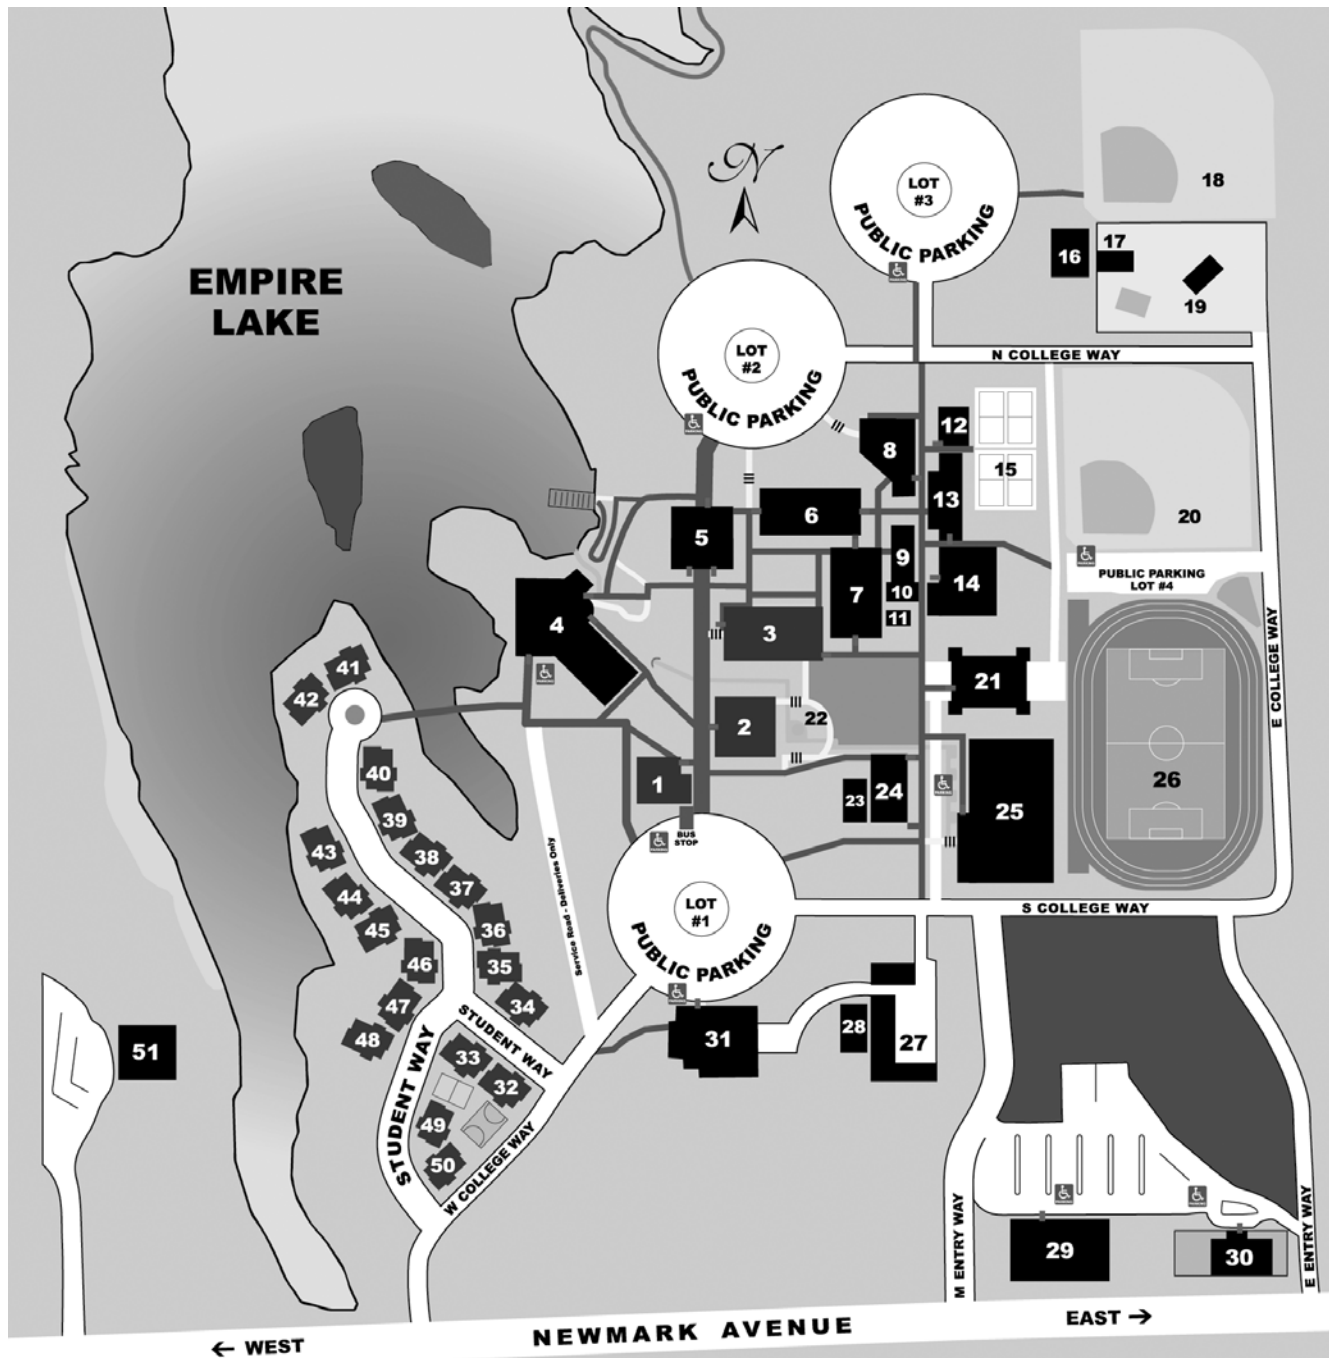 N
LOT
#3
PUBLIC PARKING
18
16
17
19
EMPIRE
LAKE
LOT
#2
PUBLIC PARKING
N COLLEGE WAY
8
12
15
13
20
6
5
9
PUBLIC PARKING
LOT #4
10
7
14
11
4
3
41
42
21
E COLLEGE WAY
22
2
40
1
23
24
25
26
39
BUS
STOP
43
38
37
44
45
36
46
35
47
34
48
Service Road - Deliveries Only
LOT
#1
PUBLIC PARKING
S COLLEGE WAY
51
STUDENT WAY
STUDENT WAY
33
32
49
50
W COLLEGE WAY
31
28
27
M ENTRY WAY
29
30
E ENTRY WAY
← WEST
NEWMARK AVENUE
EAST →